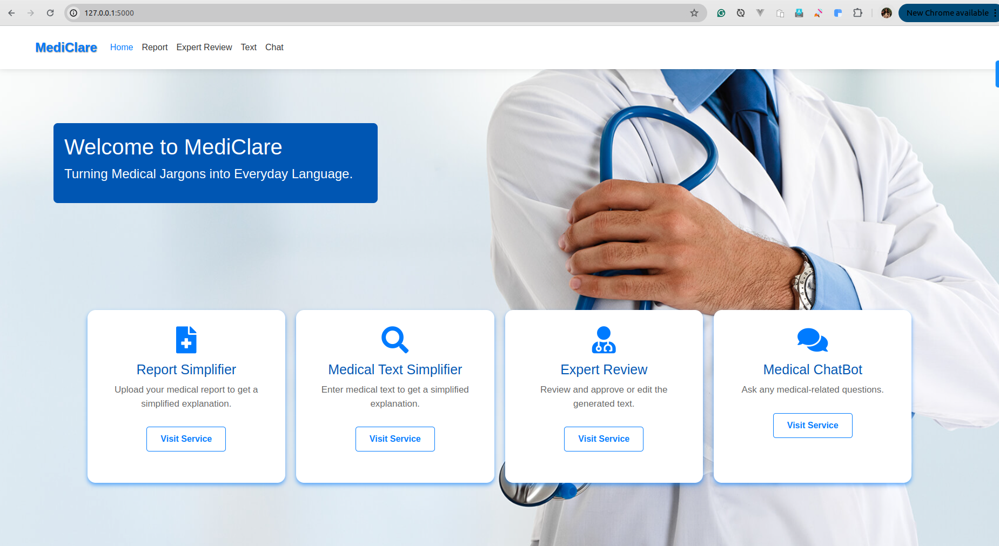 127.0.0.1:5000
New Chrome available
MediClare Home Report Expert Review Text Chat
Welcome to MediClare
Turning Medical Jargons into Everyday Language.
Report Simplifier
Upload your medical report to get a
simplified explanation.
Visit Service
Medical Text Simplifier
Enter medical text to get a simplified
explanation.
Visit Service
Expert Review
Review and approve or edit the
generated text.
Visit Service
Medical ChatBot
Ask any medical-related questions.
Visit Service